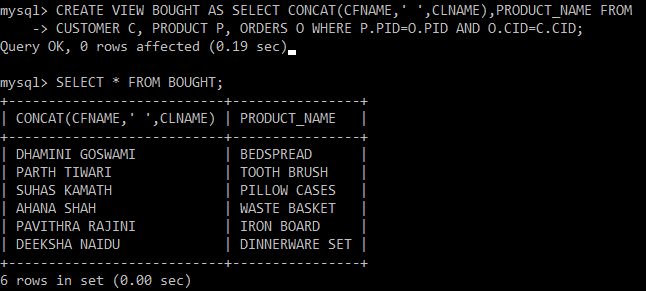 mysql> CREATE VIEW BOUGHT AS SELECT CONCAT(CFNAME,' ',CLNAME),PRODUCT_NAME FROM
    -> CUSTOMER C, PRODUCT P, ORDERS O WHERE P.PID=O.PID AND O.CID=C.CID;
Query OK, 0 rows affected (0.19 sec)
mysql> SELECT * FROM BOUGHT;
+---------------------------+----------------+
| CONCAT(CFNAME,' ',CLNAME) | PRODUCT_NAME   |
+---------------------------+----------------+
| DHAMINI GOSWAMI           | BEDSPREAD      |
| PARTH TIWARI              | TOOTH BRUSH    |
| SUHAS KAMATH              | PILLOW CASES   |
| AHANA SHAH                | WASTE BASKET   |
| PAVITHRA RAJINI           | IRON BOARD     |
| DEEKSHA NAIDU             | DINNERWARE SET |
+---------------------------+----------------+
6 rows in set (0.00 sec)